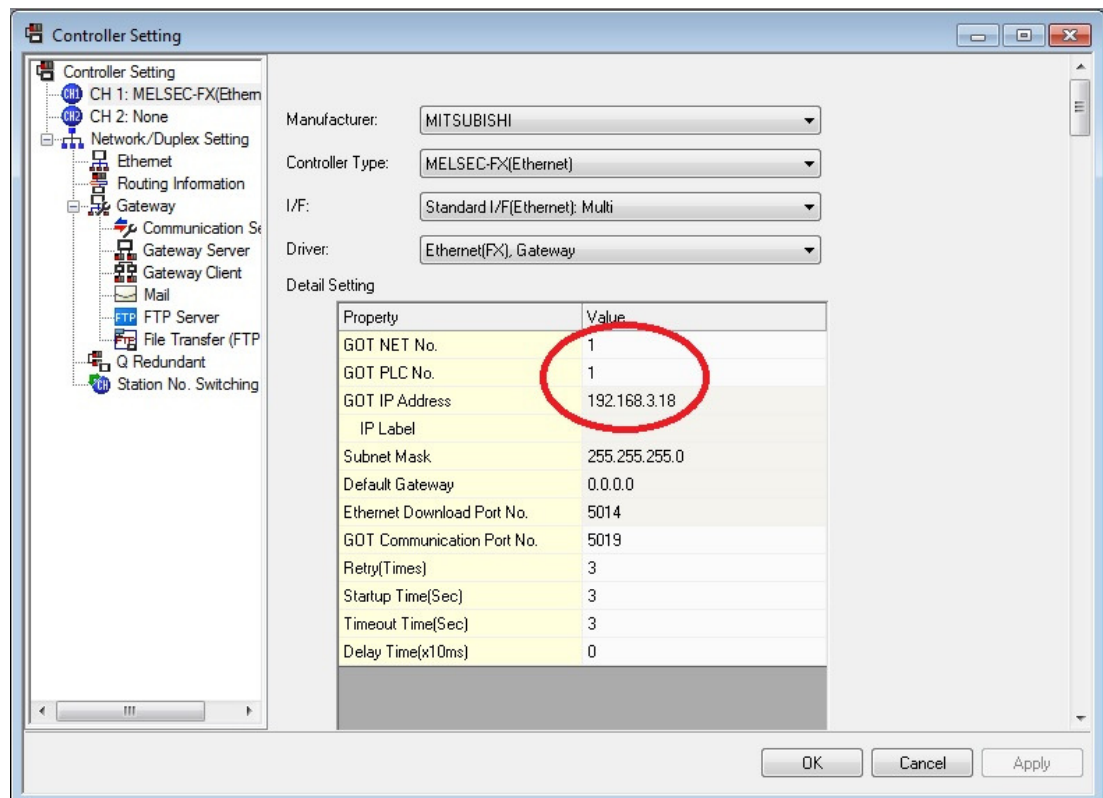 Controller Setting
Controller Setting
CH1 CH 1: MELSEC-FX(Ethern
CH2 CH 2: None
Network/Duplex Setting
Ethernet
Routing Information
Gateway
Communication Se
Gateway Server
Gateway Client
Mail
FTP FTP Server
FTP File Transfer (FTP
Q Redundant
CH Station No. Switching
Manufacturer: MITSUBISHI
Controller Type: MELSEC-FX(Ethernet)
I/F: Standard I/F(Ethernet): Multi
Driver: Ethernet(FX), Gateway
Detail Setting
Property Value
GOT NET No. 1
GOT PLC No. 1
GOT IP Address 192.168.3.18
IP Label
Subnet Mask 255.255.255.0
Default Gateway 0.0.0.0
Ethernet Download Port No. 5014
GOT Communication Port No. 5019
Retry(Times) 3
Startup Time(Sec) 3
Timeout Time(Sec) 3
Delay Time(x10ms) 0
OK Cancel Apply